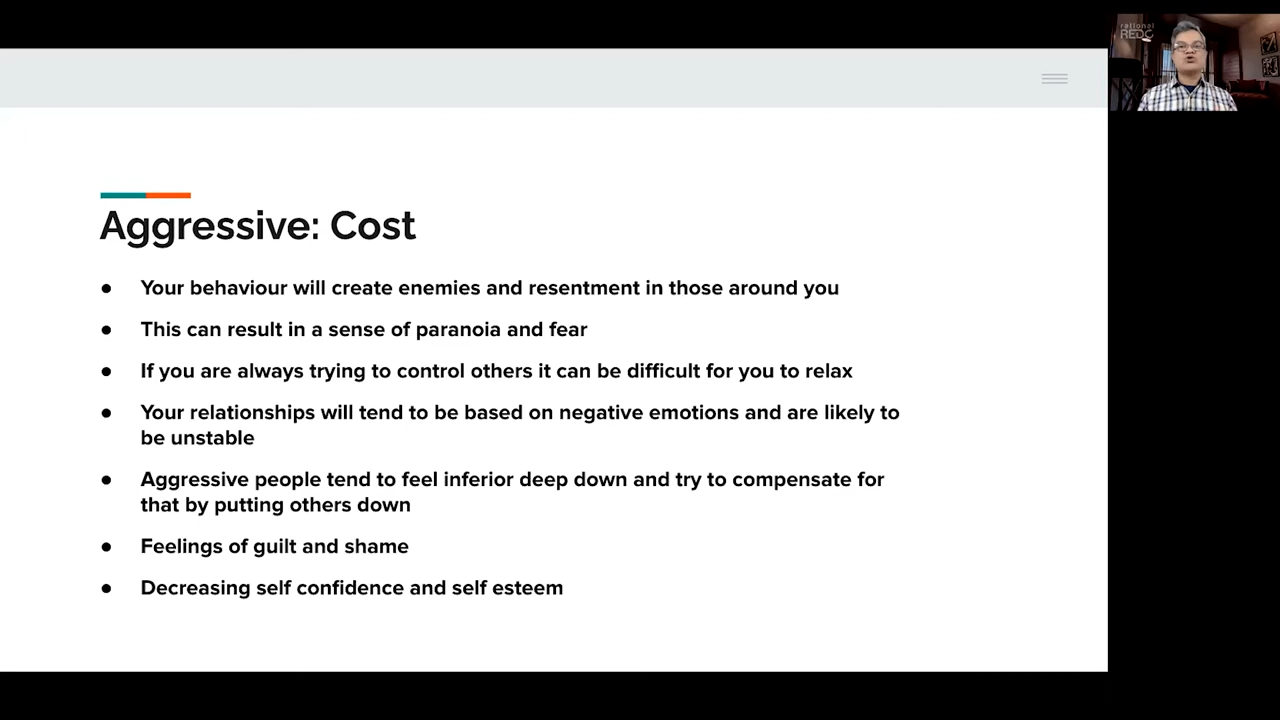 rational
REDC
Aggressive: Cost
● Your behaviour will create enemies and resentment in those around you
● This can result in a sense of paranoia and fear
● If you are always trying to control others it can be difficult for you to relax
● Your relationships will tend to be based on negative emotions and are likely to
be unstable
● Aggressive people tend to feel inferior deep down and try to compensate for
that by putting others down
● Feelings of guilt and shame
● Decreasing self confidence and self esteem